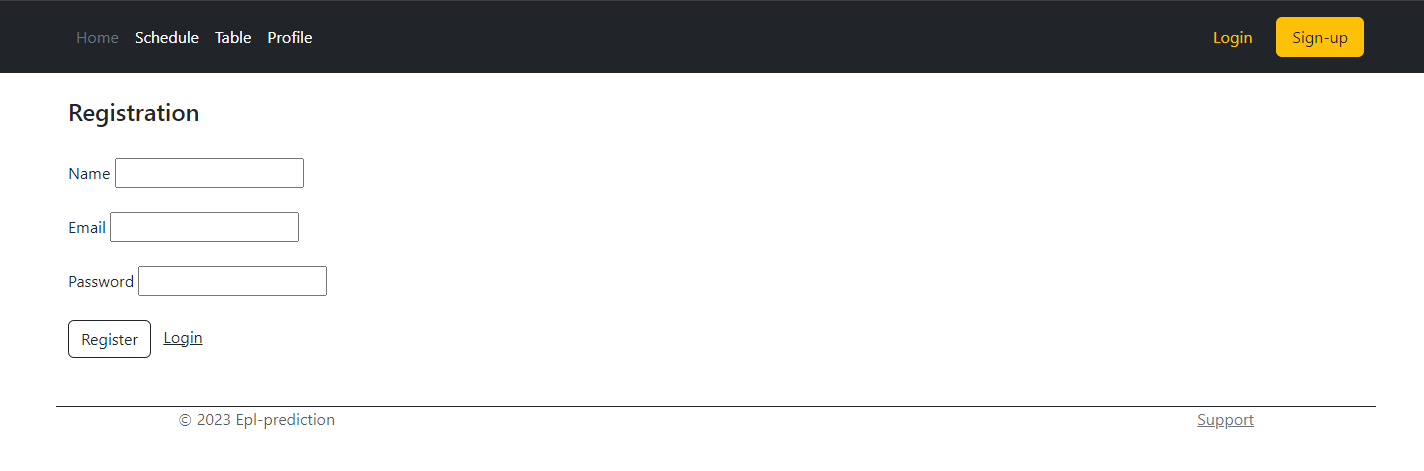 Home Schedule Table Profile Login Sign-up
Registration
Name
Email
Password
Register Login
© 2023 Epl-prediction Support